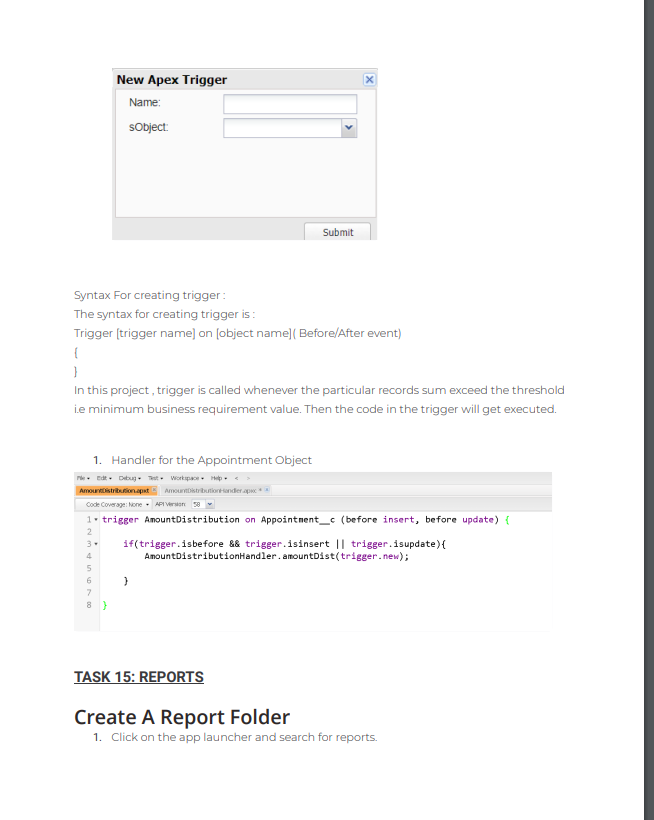 New Apex Trigger
Name:
sObject:
Submit
Syntax For creating trigger :
The syntax for creating trigger is :
Trigger [trigger name] on [object name]( Before/After event)
{
}
In this project , trigger is called whenever the particular records sum exceed the threshold
i.e minimum business requirement value. Then the code in the trigger will get executed.
1. Handler for the Appointment Object
File Edit Debug Test Workspace Help < >
AmountDistribution.apxt AmountDistributionHandler.apxc
Code Coverage: None API Version: 58
1 trigger AmountDistribution on Appointment__c (before insert, before update) {
2
3 if(trigger.isbefore && trigger.isinsert || trigger.isupdate){
4 AmountDistributionHandler.amountDist(trigger.new);
5
6 }
7
8 }
TASK 15: REPORTS
Create A Report Folder
1. Click on the app launcher and search for reports.